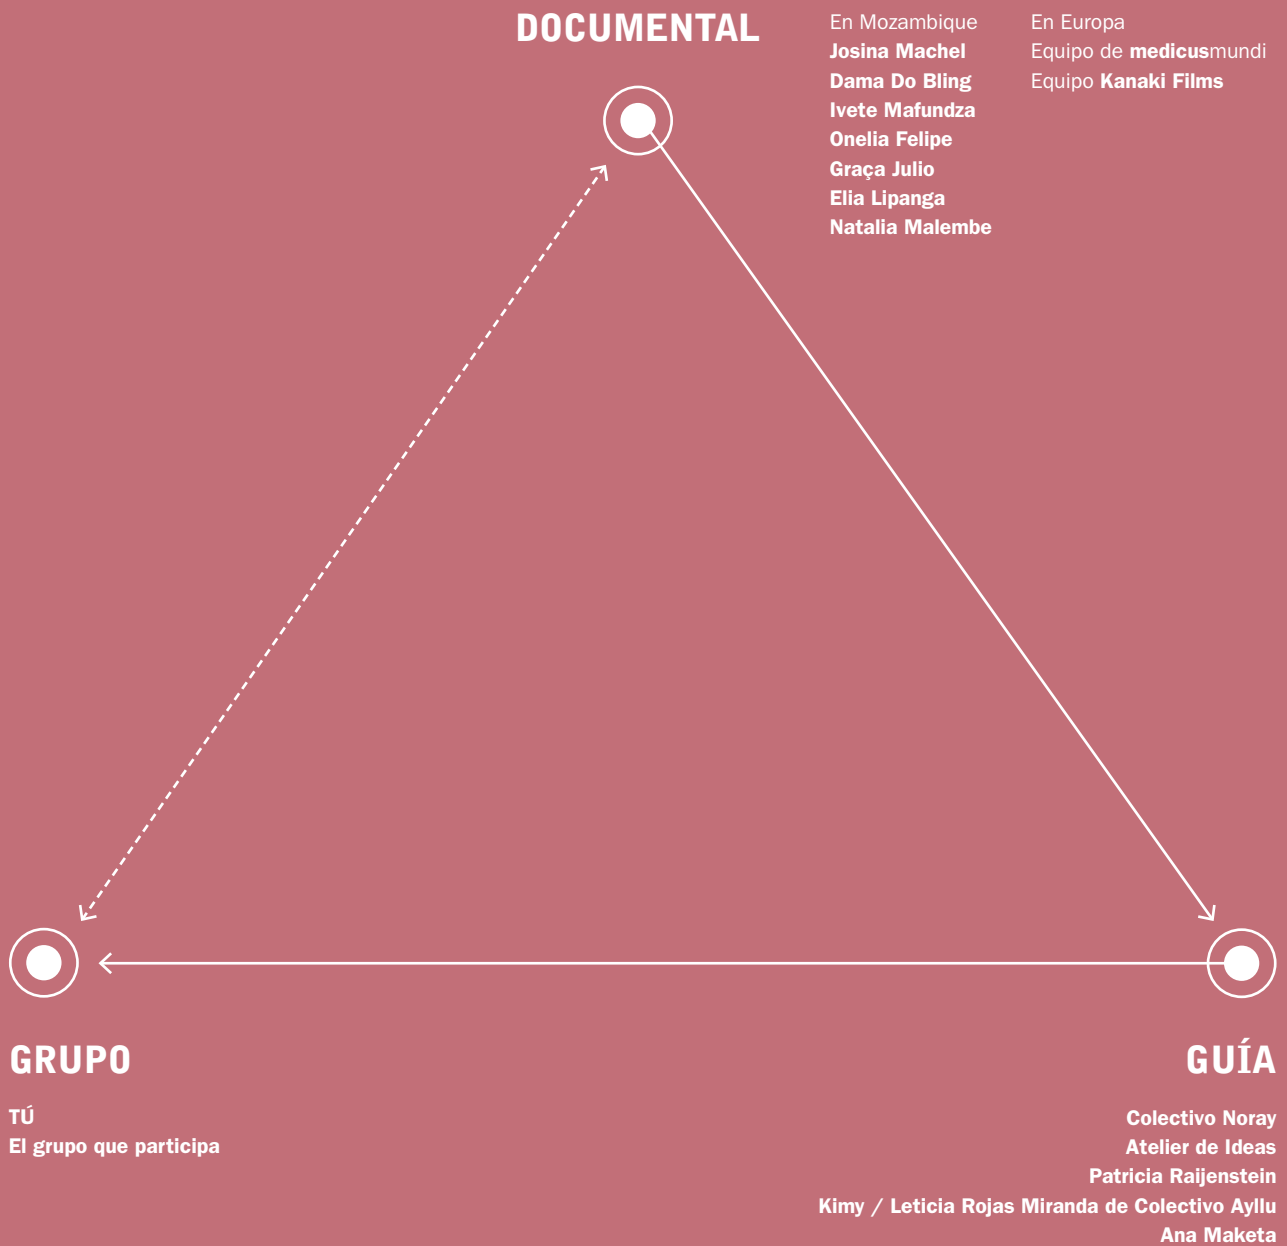 DOCUMENTAL
En Mozambique
Josina Machel
Dama Do Bling
Ivete Mafundza
Onelia Felipe
Graça Julio
Elia Lipanga
Natalia Malembe
En Europa
Equipo de medicusmundi
Equipo Kanaki Films
GRUPO
TÚ
El grupo que participa
GUÍA
Colectivo Noray
Atelier de Ideas
Patricia Raijenstein
Kimy / Leticia Rojas Miranda de Colectivo Ayllu
Ana Maketa